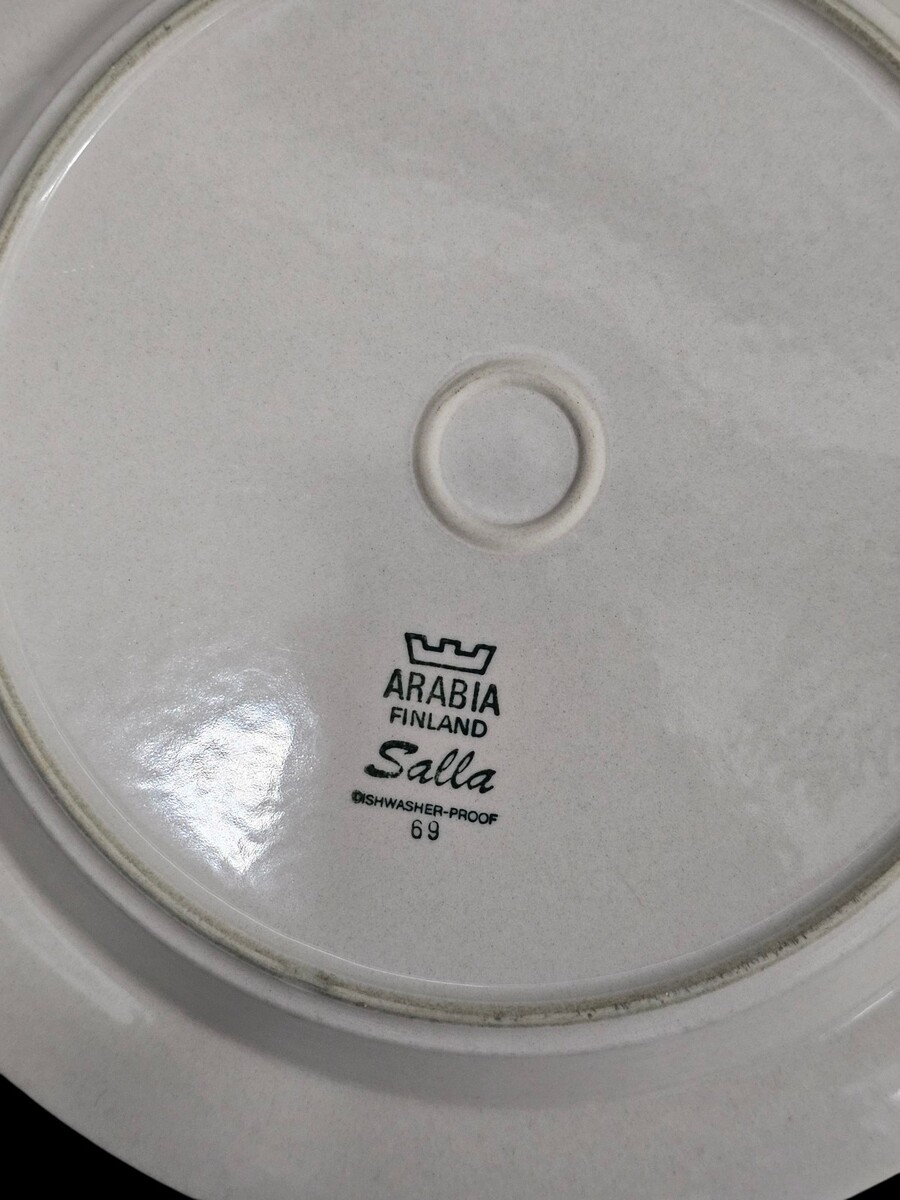 ARABIA
FINLAND
Salla
DISHWASHER-PROOF
69